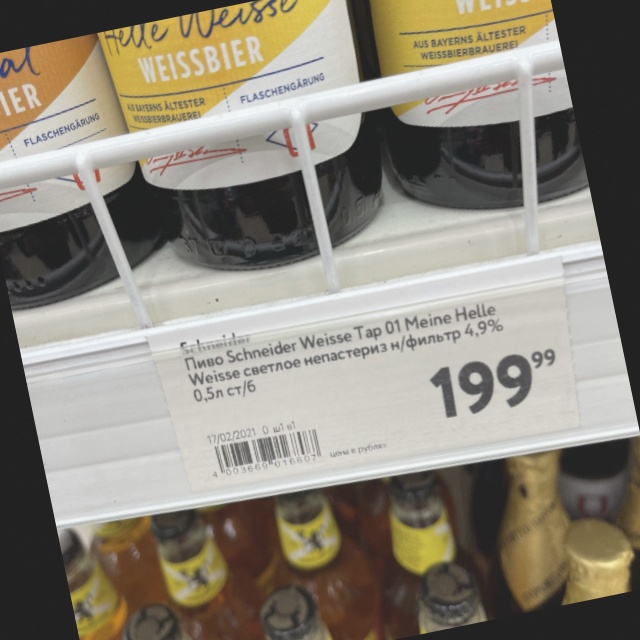 Helle Weisse
WEISSBIER
AUS BAYERNS ÄLTESTER
WEISSBIERBRAUEREI
FLASCHENGÄRUNG
al
IER
FLASCHENGÄRUNG
WEISS
AUS BAYERNS ÄLTESTER
WEISSBIERBRAUEREI
Schneider
Пиво Schneider Weisse Tap 01 Meine Helle
Weisse светлое непастериз н/фильтр 4,9%
0,5л ст/б
199 99
17/02/2021
цена в рублях